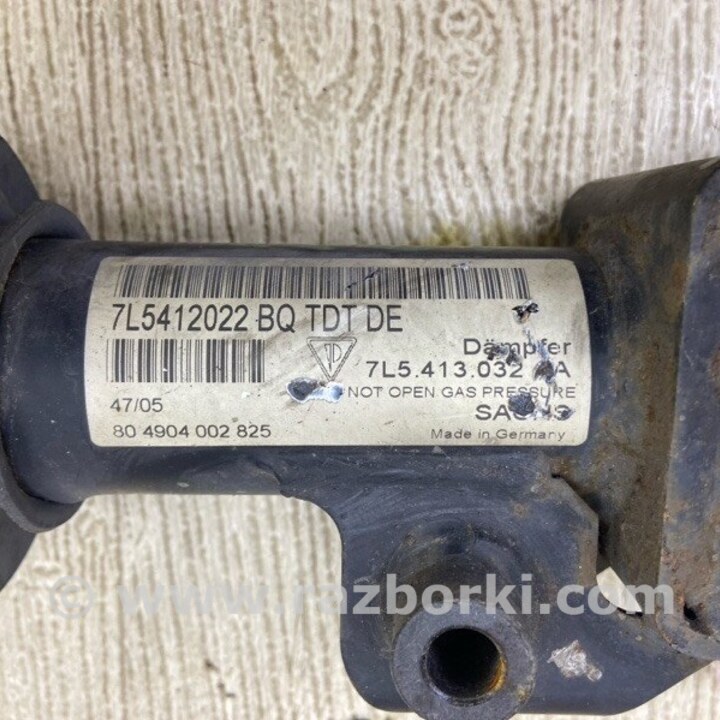 7L5412022 BQ TDT DE
Dämpfer
7L5.413.032
NOT OPEN GAS PRESSURE
47/05
SACHS
80 4904 002 825
Made in Germany
© www.razborki.com